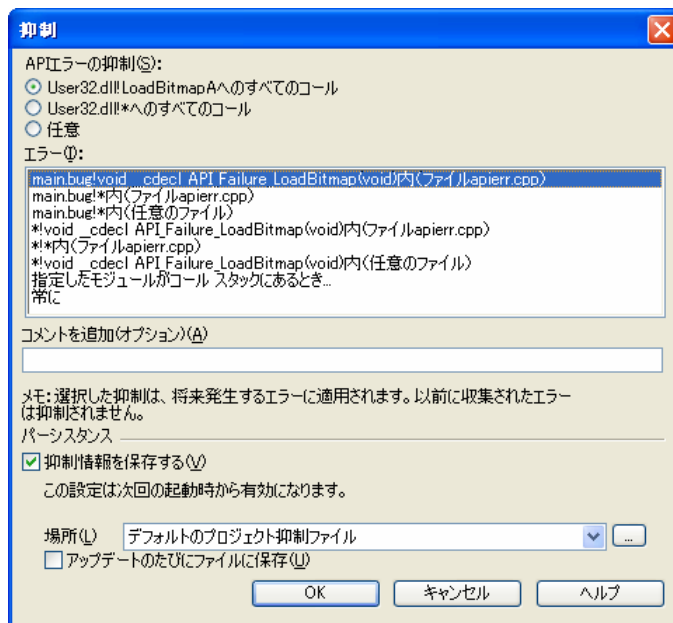 抑制
APIエラーの抑制(S):
User32.dll!LoadBitmapAへのすべてのコール
User32.dll!*へのすべてのコール
任意
エラー(I):
main.bug!void __cdecl API_Failure_LoadBitmap(void)内(ファイルapierr.cpp)
main.bug!*内(ファイルapierr.cpp)
main.bug!*内(任意のファイル)
*!void __cdecl API_Failure_LoadBitmap(void)内(ファイルapierr.cpp)
*!*内(ファイルapierr.cpp)
*!void __cdecl API_Failure_LoadBitmap(void)内(任意のファイル)
指定したモジュールがコール スタックにあるとき...
常に
コメントを追加(オプション)(A)
メモ: 選択した抑制は、将来発生するエラーに適用されます。以前に収集されたエラー
は抑制されません。
パーシスタンス
抑制情報を保存する(V)
この設定は次回の起動時から有効になります。
場所(L) デフォルトのプロジェクト抑制ファイル ...
アップデートのたびにファイルに保存(U)
OK キャンセル ヘルプ